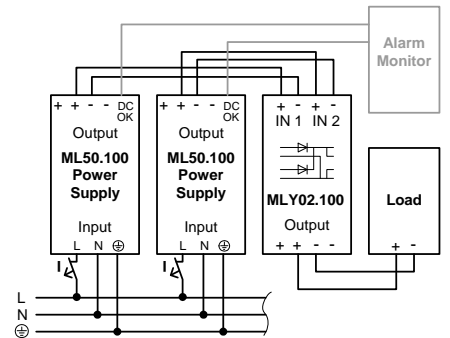 Alarm
Monitor
+ + - - DC
OK
Output
ML50.100
Power
Supply
Input
L N ⏚
I
+ + - - DC
OK
Output
ML50.100
Power
Supply
Input
L N ⏚
I
+ - + -
IN 1 IN 2
MLY02.100
Output
+ + - -
Load
+ -
L
N
⏚